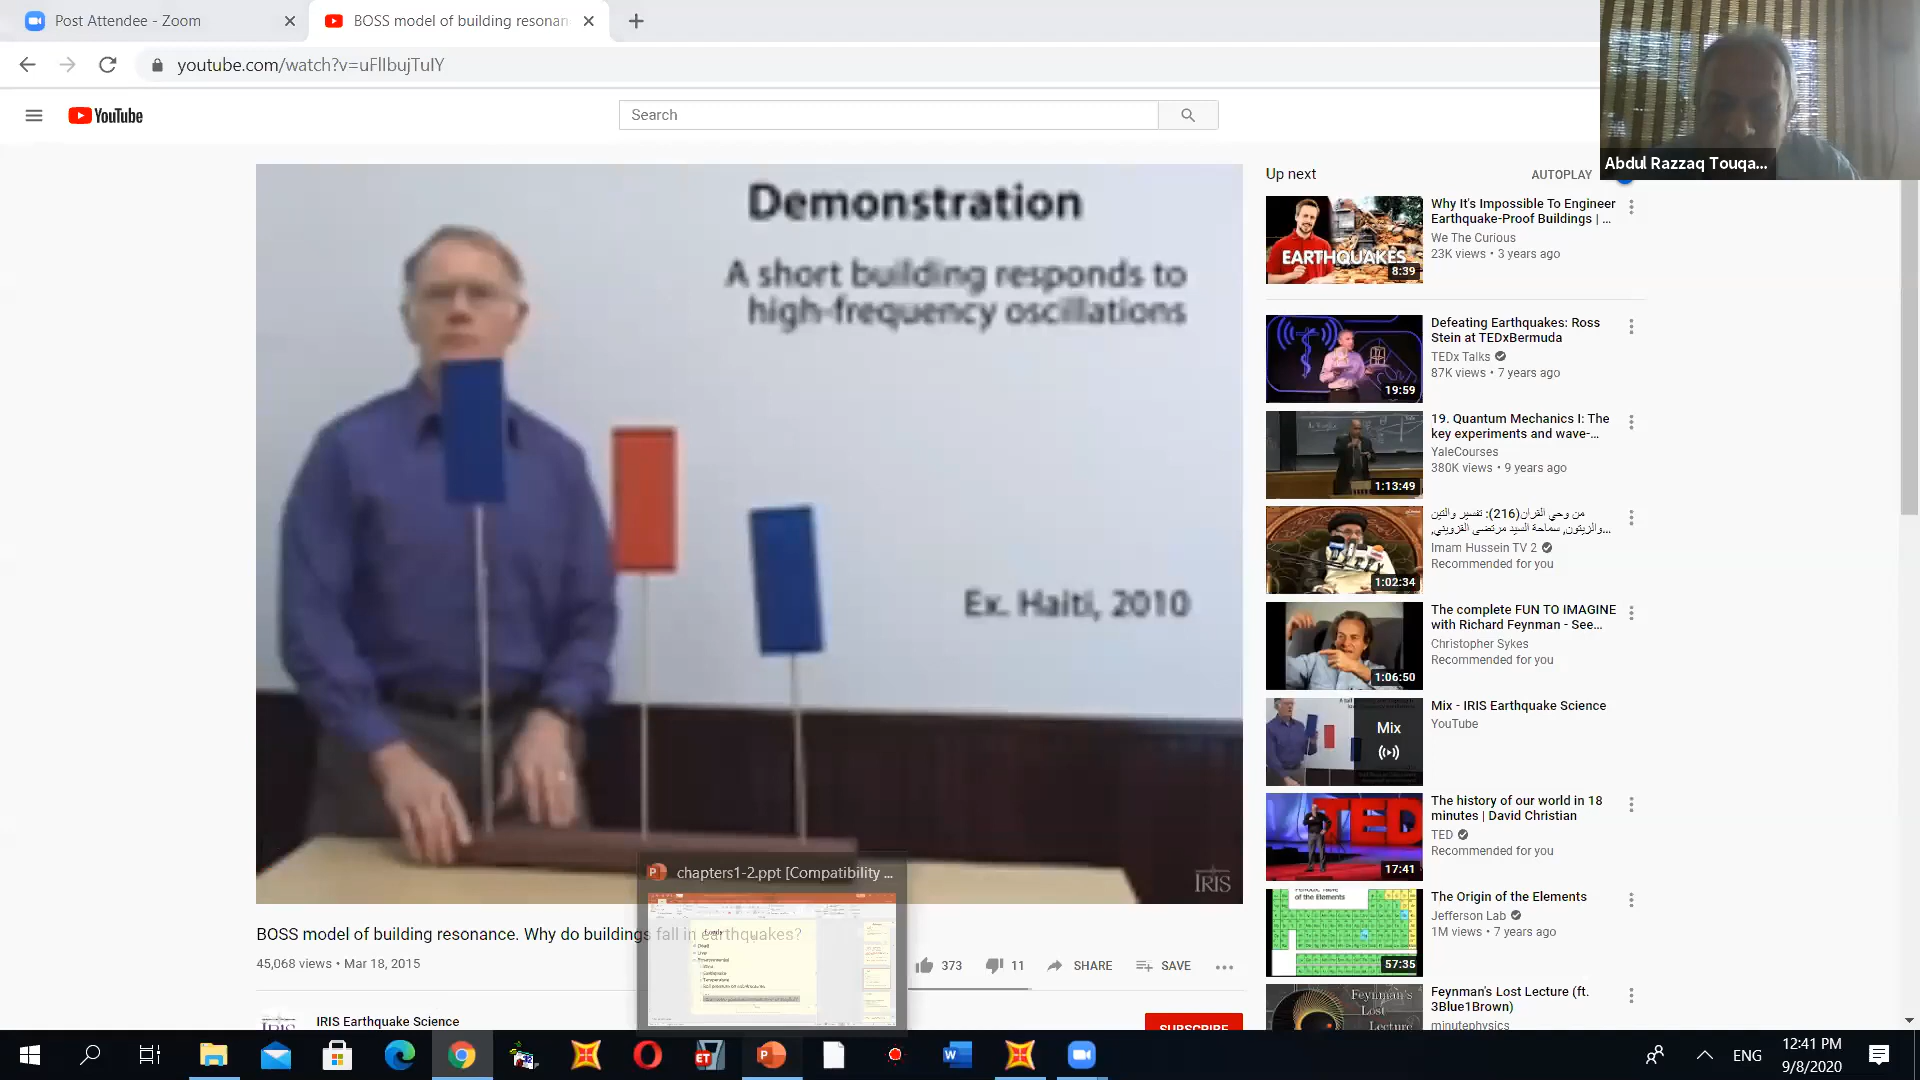 Post Attendee - Zoom
BOSS model of building resonan
youtube.com/watch?v=uFlIbujTuIY
YouTube
Search
Abdul Razzaq Touqa...
Demonstration
A short building responds to
high-frequency oscillations
Ex. Haiti, 2010
IRIS
Up next
AUTOPLAY
EARTHQUAKES
8:39
Why It's Impossible To Engineer
Earthquake-Proof Buildings | ...
We The Curious
23K views • 3 years ago
19:59
Defeating Earthquakes: Ross
Stein at TEDxBermuda
TEDx Talks
87K views • 7 years ago
1:13:49
19. Quantum Mechanics I: The
key experiments and wave-...
YaleCourses
380K views • 9 years ago
1:02:34
من وحي القران(216): تفسير والتين
والزيتون, سماحة السيد مرتضى القزويني,...
Imam Hussein TV 2
Recommended for you
1:06:50
The complete FUN TO IMAGINE
with Richard Feynman - See...
Christopher Sykes
Recommended for you
Mix
Mix - IRIS Earthquake Science
YouTube
TED
17:41
The history of our world in 18
minutes | David Christian
TED
Recommended for you
of the Elements
57:35
The Origin of the Elements
Jefferson Lab
1M views • 7 years ago
Feynman's
Lost
Lecture
Feynman's Lost Lecture (ft.
3Blue1Brown)
minutephysics
chapters1-2.ppt [Compatibility ...
BOSS model of building resonance. Why do buildings fall in earthquakes?
45,068 views • Mar 18, 2015
373
11
SHARE
SAVE
IRIS Earthquake Science
SUBSCRIBE
ENG
12:41 PM
9/8/2020